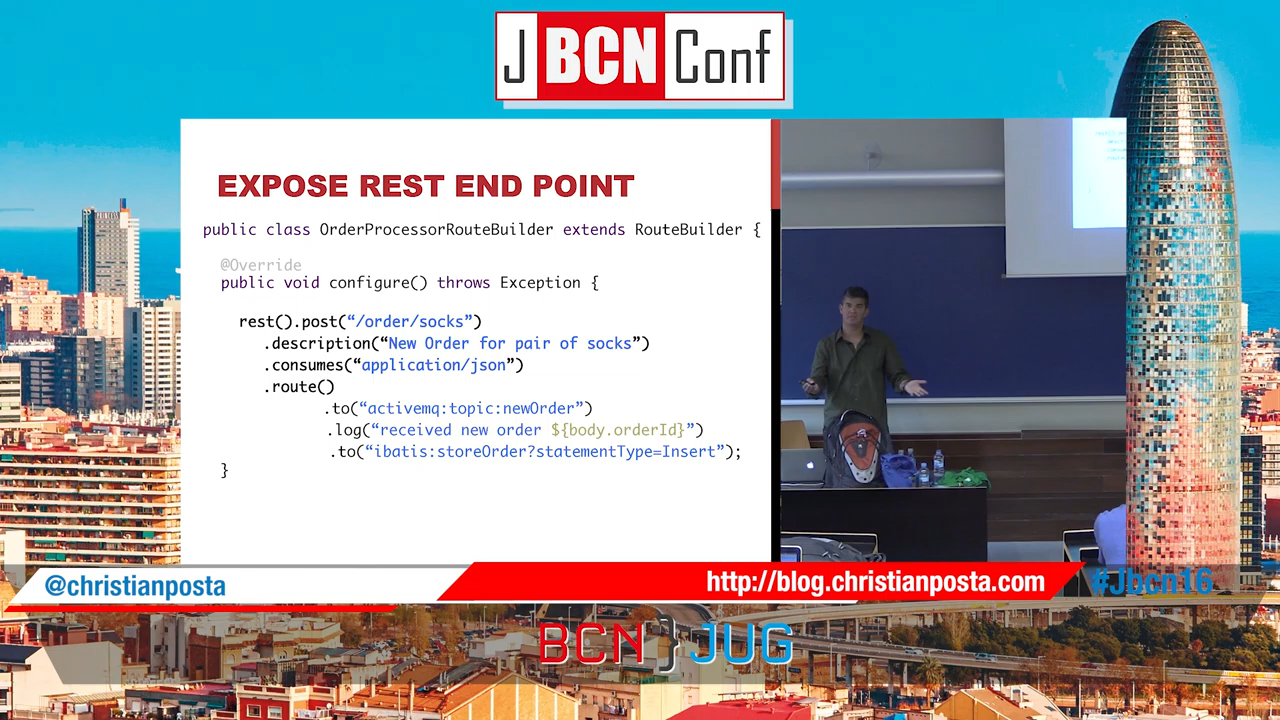 J BCN Conf
EXPOSE REST END POINT
public class OrderProcessorRouteBuilder extends RouteBuilder {
@Override
public void configure() throws Exception {
rest().post(“/order/socks”)
.description(“New Order for pair of socks”)
.consumes(“application/json”)
.route()
.to(“activemq:topic:newOrder”)
.log(“received new order ${body.orderId}”)
.to(“ibatis:storeOrder?statementType=Insert”);
}
@christianposta
http://blog.christianposta.com
#Jbcn16
BCN JUG